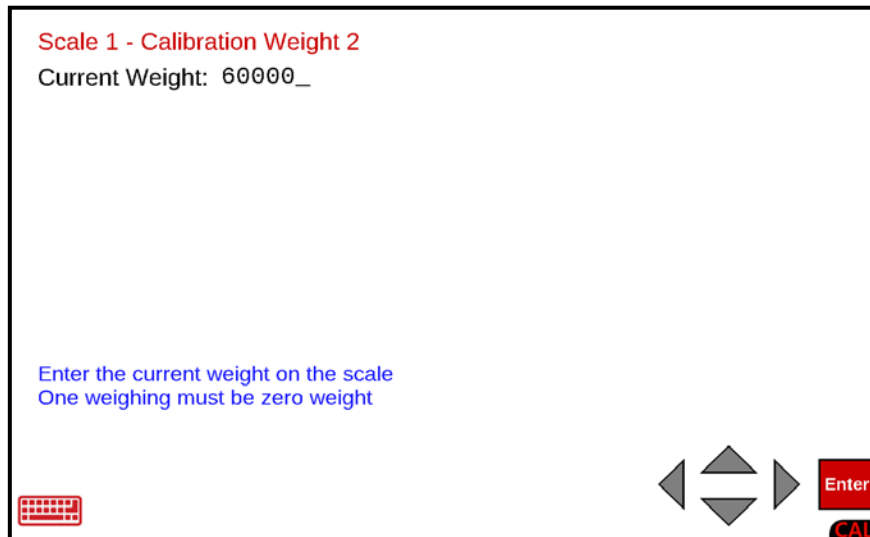 Scale 1 - Calibration Weight 2
Current Weight: 60000_
Enter the current weight on the scale
One weighing must be zero weight
Enter
CAL